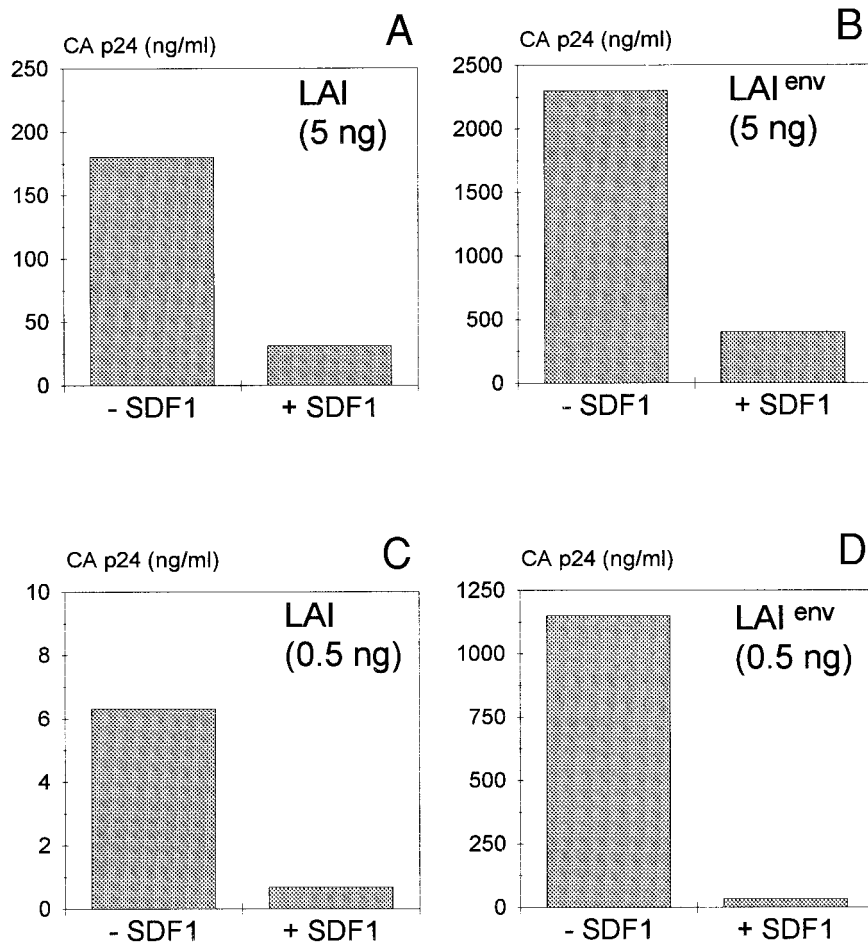 A
CA p24 (ng/ml)
250
200
150
100
50
0
LAI
(5 ng)
- SDF1
+ SDF1
B
CA p24 (ng/ml)
2500
2000
1500
1000
500
0
LAI env
(5 ng)
- SDF1
+ SDF1
C
CA p24 (ng/ml)
10
8
6
4
2
0
LAI
(0.5 ng)
- SDF1
+ SDF1
D
CA p24 (ng/ml)
1250
1000
750
500
250
0
LAI env
(0.5 ng)
- SDF1
+ SDF1